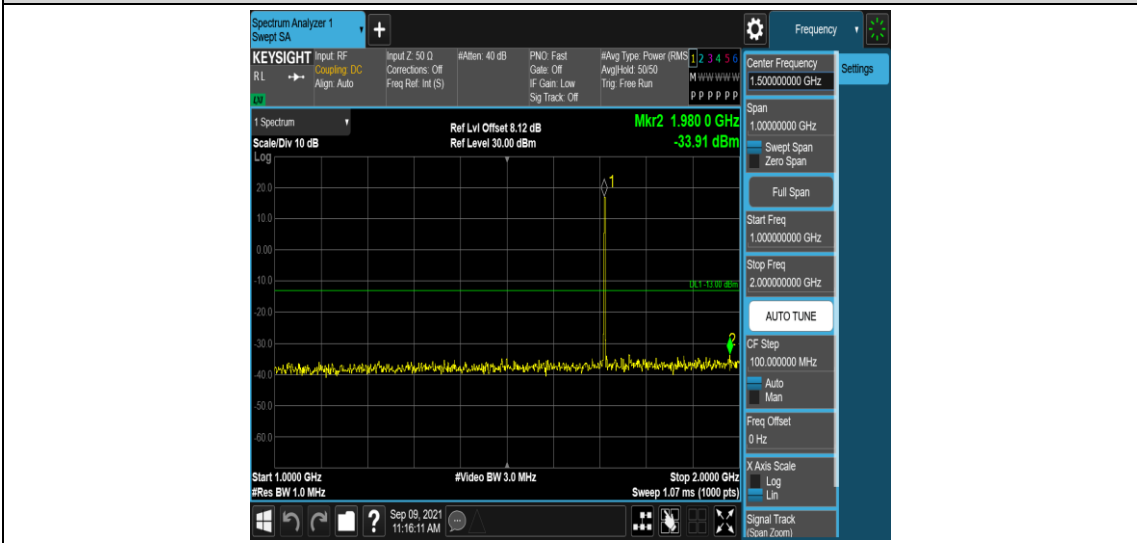 Spectrum Analyzer 1
Swept SA
+
Frequency
KEYSIGHT
RL
LXI
Input: RF
Coupling: DC
Align: Auto
Input Z: 50 Ω
Corrections: Off
Freq Ref: Int (S)
#Atten: 40 dB
PNO: Fast
Gate: Off
IF Gain: Low
Sig Track: Off
#Avg Type: Power (RMS
Avg|Hold: 50/50
Trig: Free Run
1 2 3 4 5 6
M W W W W W
P P P P P P
1 Spectrum
Scale/Div 10 dB
Log
Ref Lvl Offset 8.12 dB
Ref Level 30.00 dBm
Mkr2 1.980 0 GHz
-33.91 dBm
1
20.0
10.0
0.00
-10.0
DL1 -13.00 dBm
-20.0
-30.0
2
-40.0
-50.0
-60.0
Start 1.0000 GHz
#Video BW 3.0 MHz
Stop 2.0000 GHz
#Res BW 1.0 MHz
Sweep 1.07 ms (1000 pts)
?
Sep 09, 2021
11:16:11 AM
Center Frequency
1.500000000 GHz
Settings
Span
1.00000000 GHz
Swept Span
Zero Span
Full Span
Start Freq
1.000000000 GHz
Stop Freq
2.000000000 GHz
AUTO TUNE
CF Step
100.000000 MHz
Auto
Man
Freq Offset
0 Hz
X Axis Scale
Log
Lin
Signal Track
(Span Zoom)